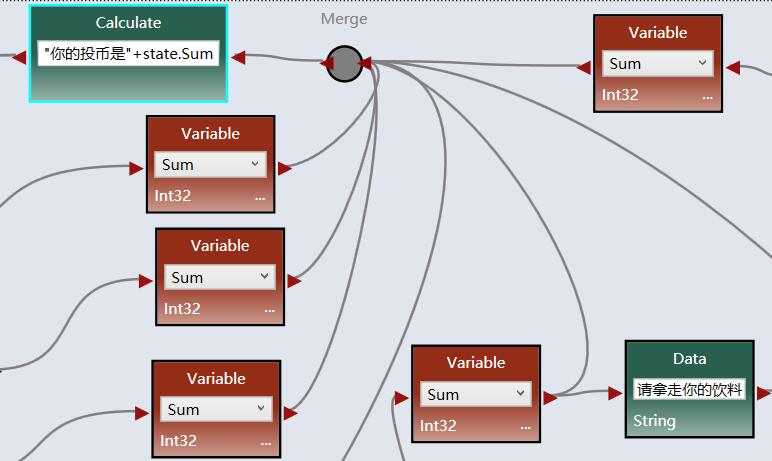 Calculate
"你的投币是"+state.Sum
Merge
Variable
Sum
Int32
...
Variable
Sum
Int32
...
Variable
Sum
Int32
...
Variable
Sum
Int32
...
Variable
Sum
Int32
...
Data
请拿走你的饮料
String